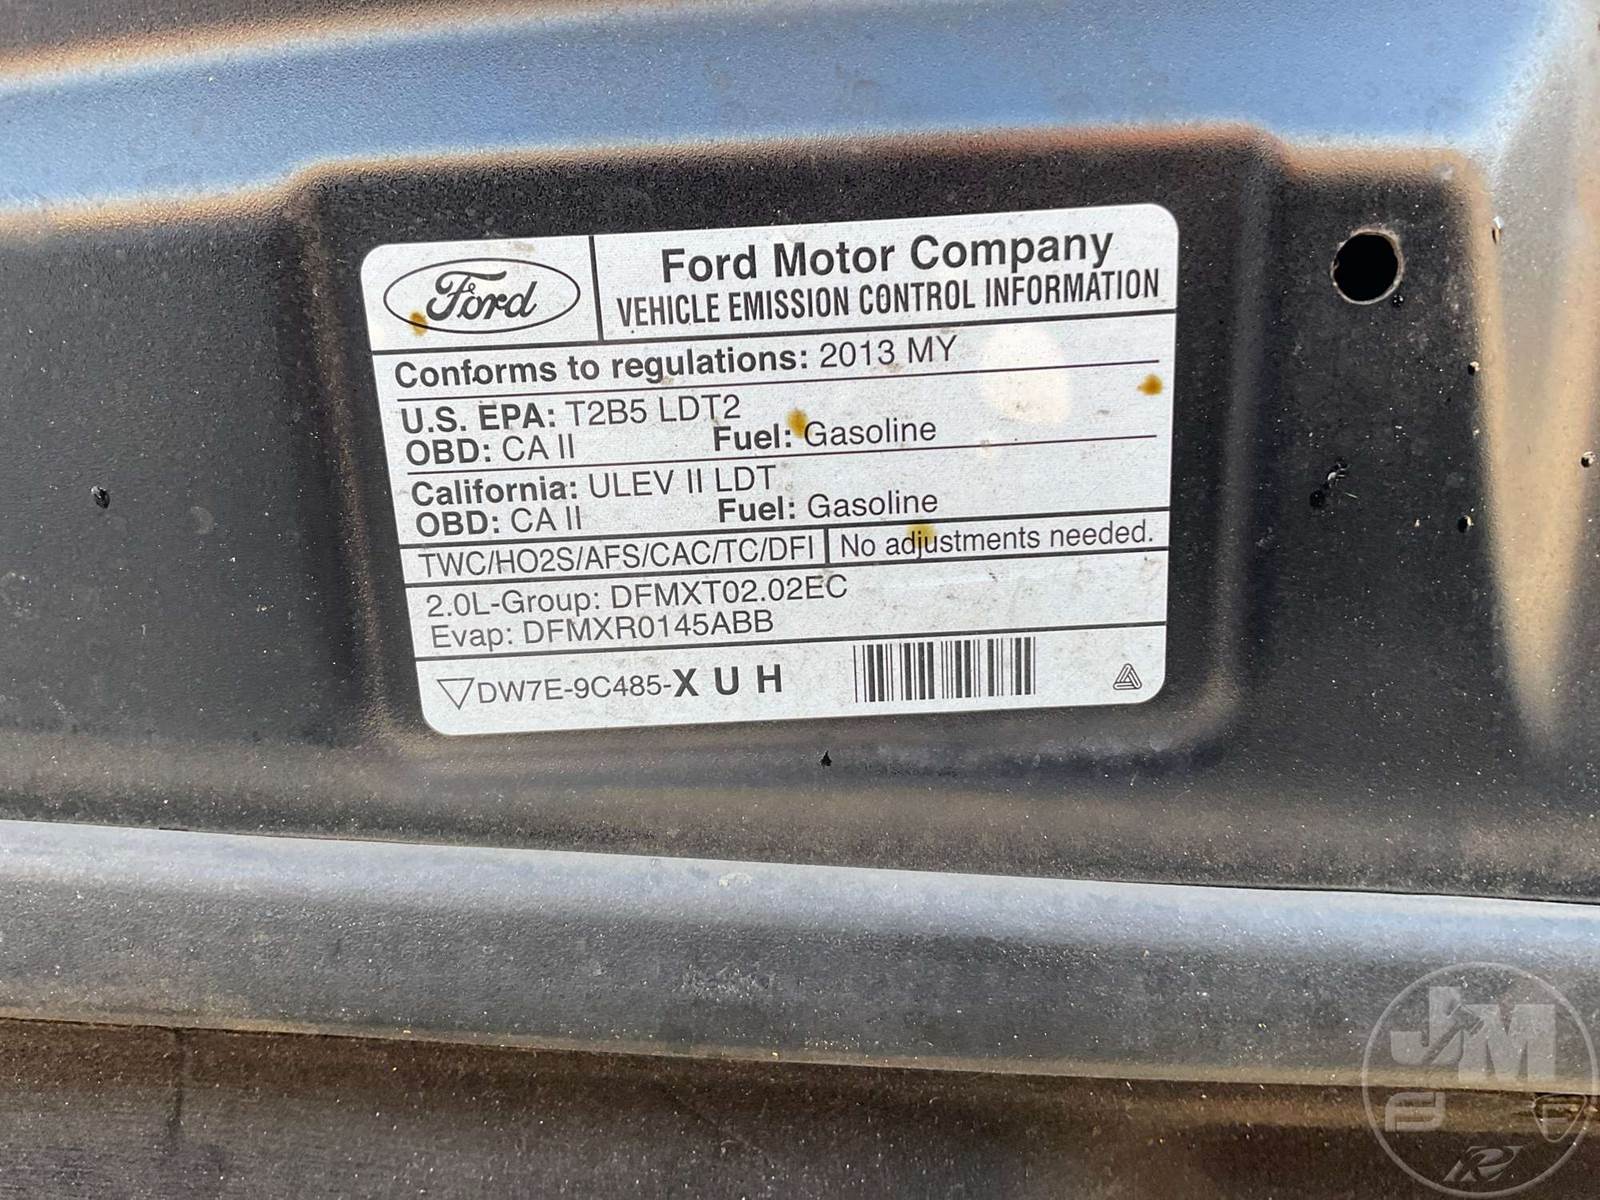 Ford
Ford Motor Company
VEHICLE EMISSION CONTROL INFORMATION
Conforms to regulations: 2013 MY
U.S. EPA: T2B5 LDT2
OBD: CA II Fuel: Gasoline
California: ULEV II LDT
OBD: CA II Fuel: Gasoline
TWC/HO2S/AFS/CAC/TC/DFI No adjustments needed.
2.0L-Group: DFMXT02.02EC
Evap: DFMXR0145ABB
DW7E-9C485-X U H
JM